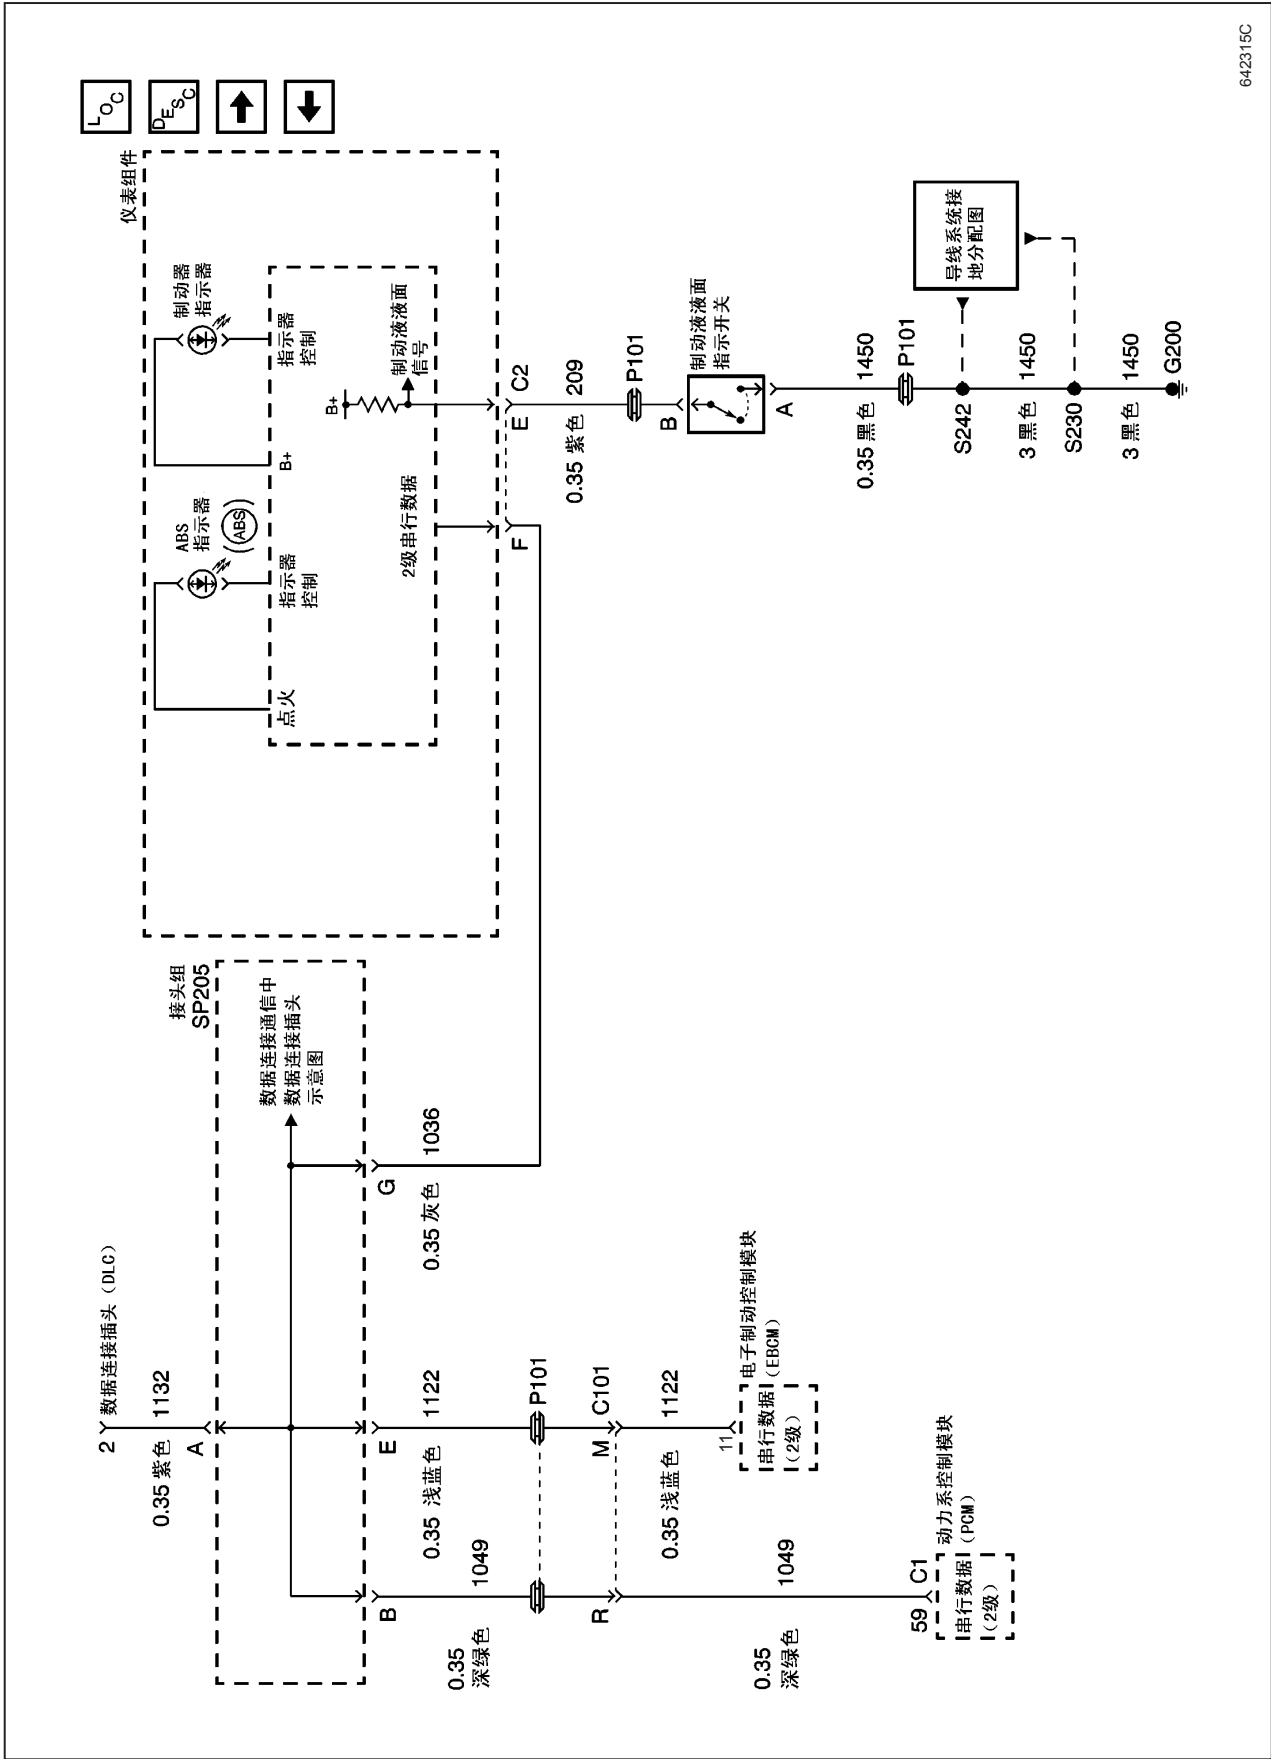 数据连接插头（DLC）
2
0.35 紫色
1132
A
接头组
SP205
数据连接通信中
数据连接插头
示意图
B
E
G
0.35
深绿色
1049
0.35 浅蓝色
1122
0.35 灰色
1036
P101
R
M
C101
0.35
深绿色
1049
0.35 浅蓝色
1122
11
串行数据
（2级）
电子制动控制模块
（EBCM）
59
C1
串行数据
（2级）
动力系控制模块
（PCM）
仪表组件
ABS
指示器
(ABS)
制动器
指示器
点火
指示器
控制
B+
指示器
控制
B+
2级串行数据
制动液液面
信号
F
E
C2
0.35 紫色
209
P101
B
制动液液面
指示开关
A
0.35 黑色
1450
P101
S242
导线系统接
地分配图
3 黑色
1450
S230
3 黑色
1450
G200
LOC
DESC
642315C